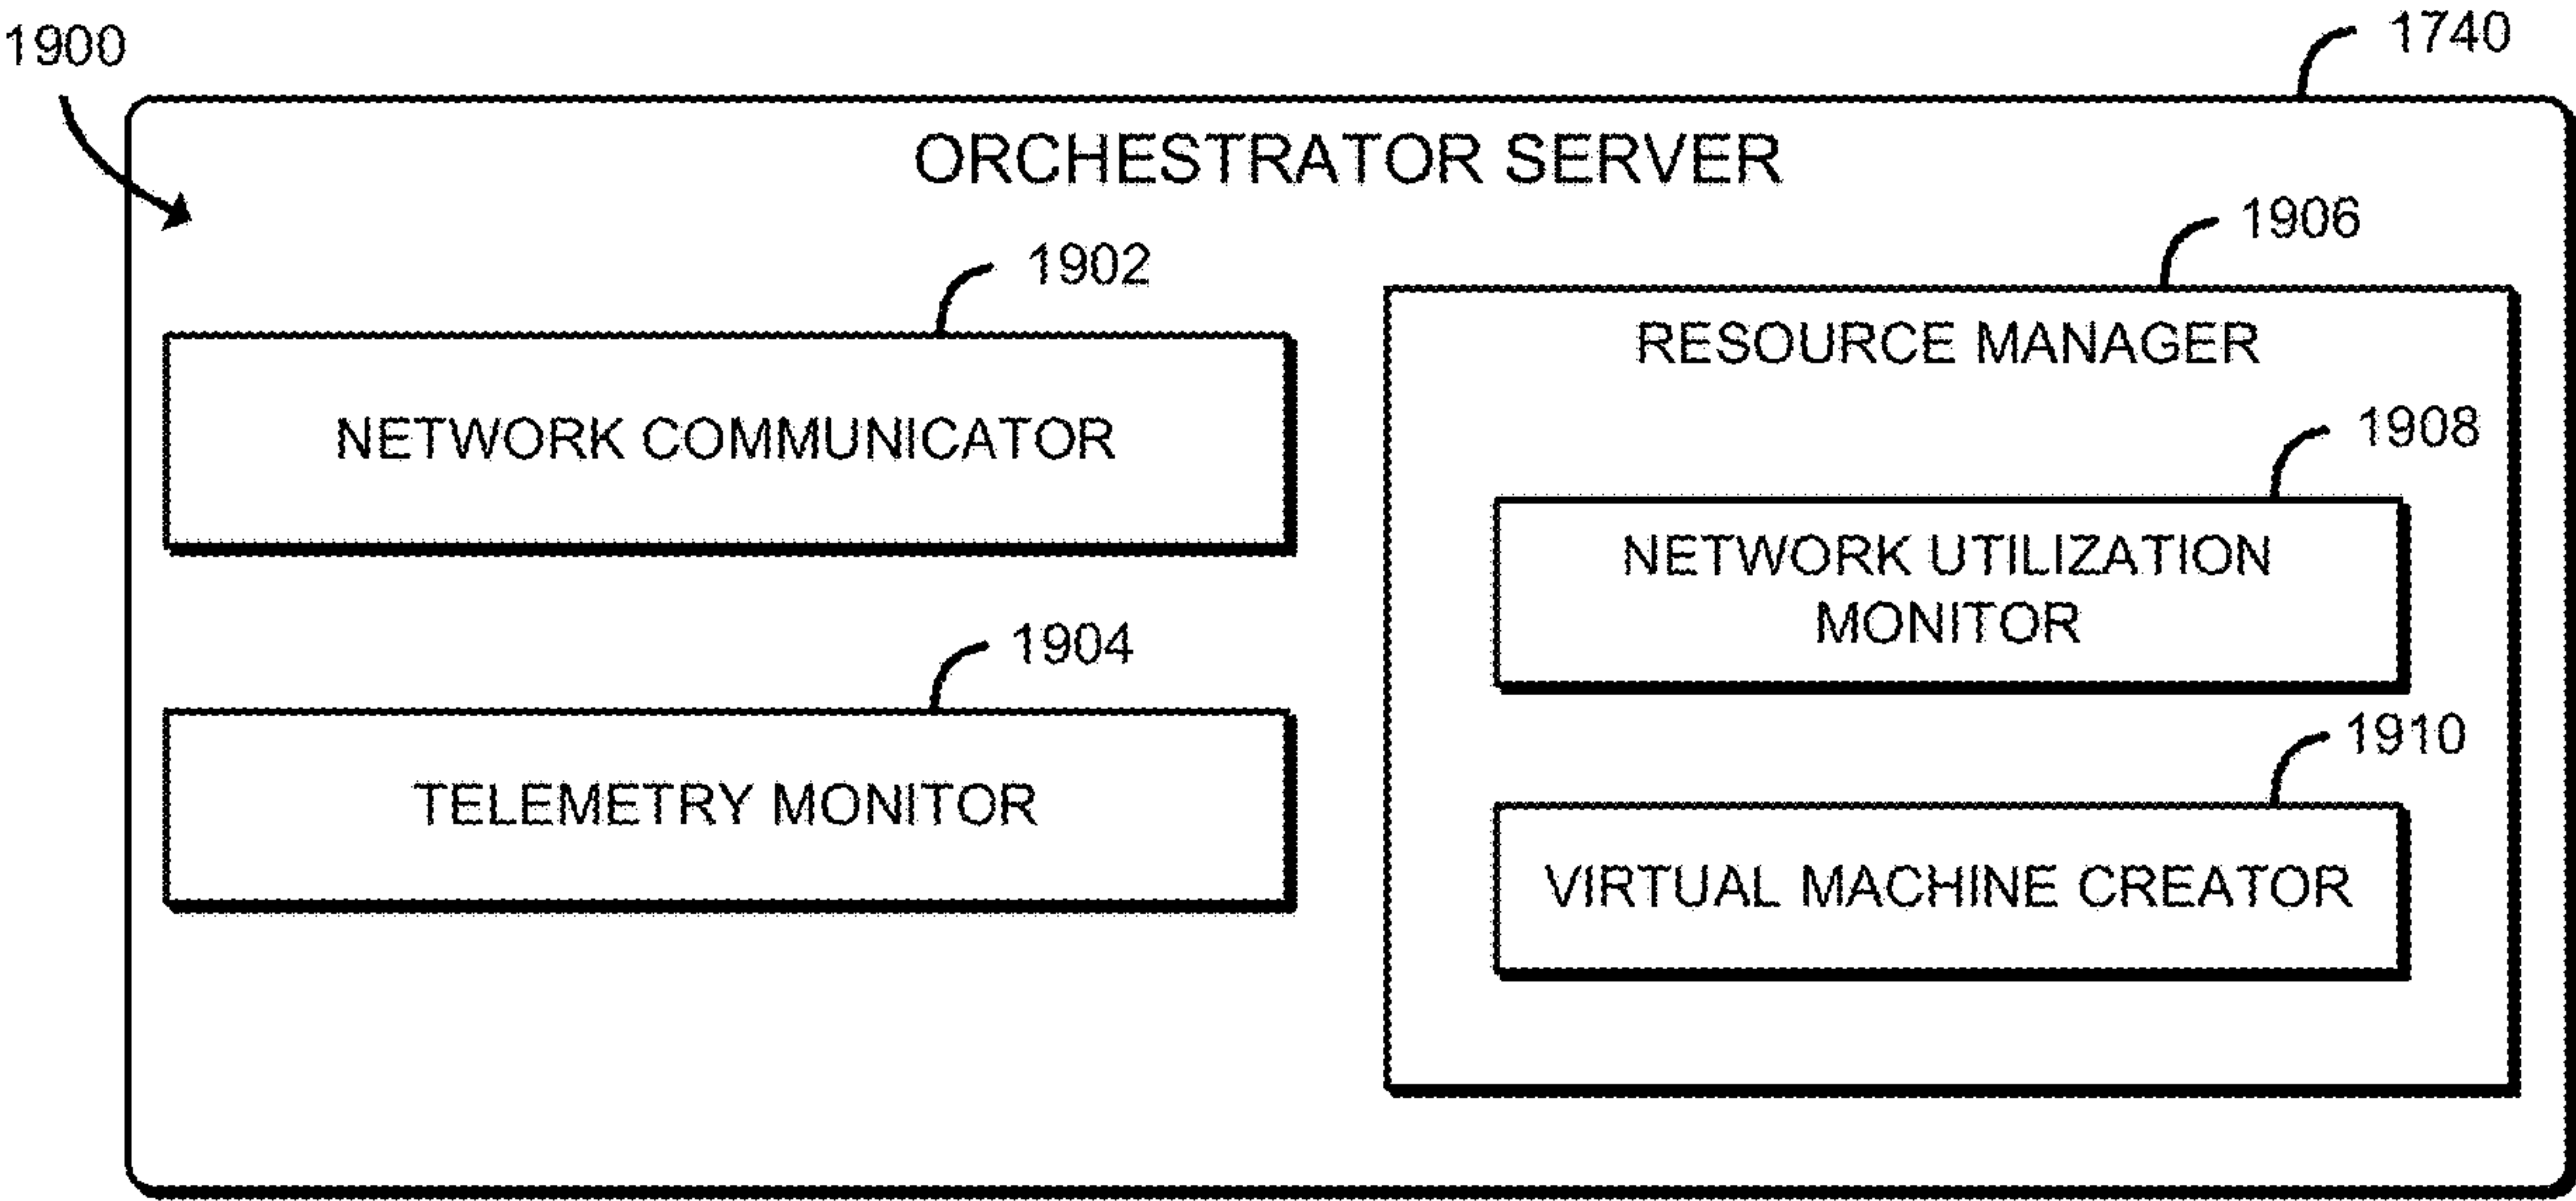 1900
1740
ORCHESTRATOR SERVER
1902
NETWORK COMMUNICATOR
1904
TELEMETRY MONITOR
1906
RESOURCE MANAGER
1908
NETWORK UTILIZATION
MONITOR
1910
VIRTUAL MACHINE CREATOR